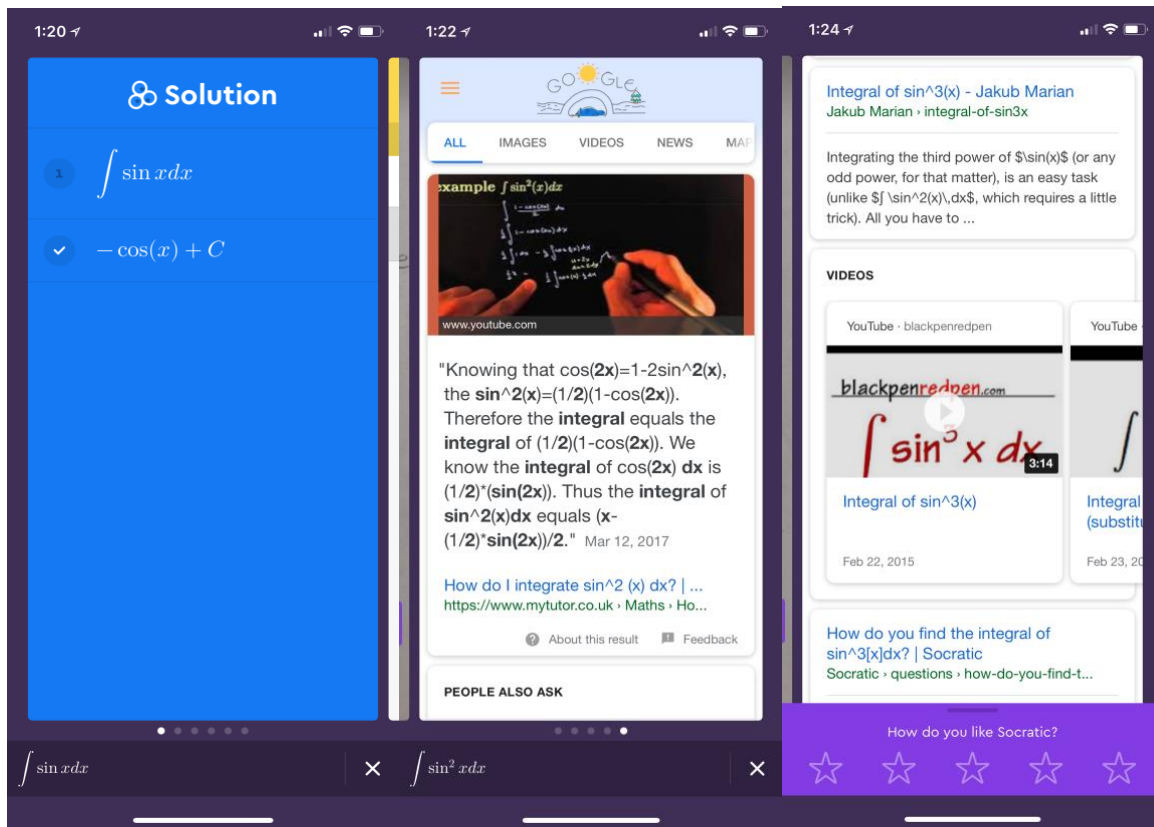 1:20
Solution
1
∫ sin xdx
− cos(x) + C
∫ sin xdx
1:22
GOOGLE
ALL IMAGES VIDEOS NEWS MAP
example ∫ sin²(x)dx
www.youtube.com
"Knowing that cos(2x)=1-2sin^2(x),
the sin^2(x)=(1/2)(1-cos(2x)).
Therefore the integral equals the
integral of (1/2)(1-cos(2x)). We
know the integral of cos(2x) dx is
(1/2)*(sin(2x)). Thus the integral of
sin^2(x)dx equals (x-
(1/2)*sin(2x))/2." Mar 12, 2017
How do I integrate sin^2 (x) dx? | ...
https://www.mytutor.co.uk › Maths › Ho...
About this result Feedback
PEOPLE ALSO ASK
∫ sin² xdx
1:24
Integral of sin^3(x) - Jakub Marian
Jakub Marian › integral-of-sin3x
Integrating the third power of $\sin(x)$ (or any
odd power, for that matter), is an easy task
(unlike $∫ \sin^2(x)\,dx$, which requires a little
trick). All you have to ...
VIDEOS
YouTube · blackpenredpen
blackpenredpen.com
∫ sin³ x dx
3:14
Integral of sin^3(x)
Feb 22, 2015
YouTube
∫
Integral
(substitu
Feb 23, 20
How do you find the integral of
sin^3[x]dx? | Socratic
Socratic › questions › how-do-you-find-t...
How do you like Socratic?